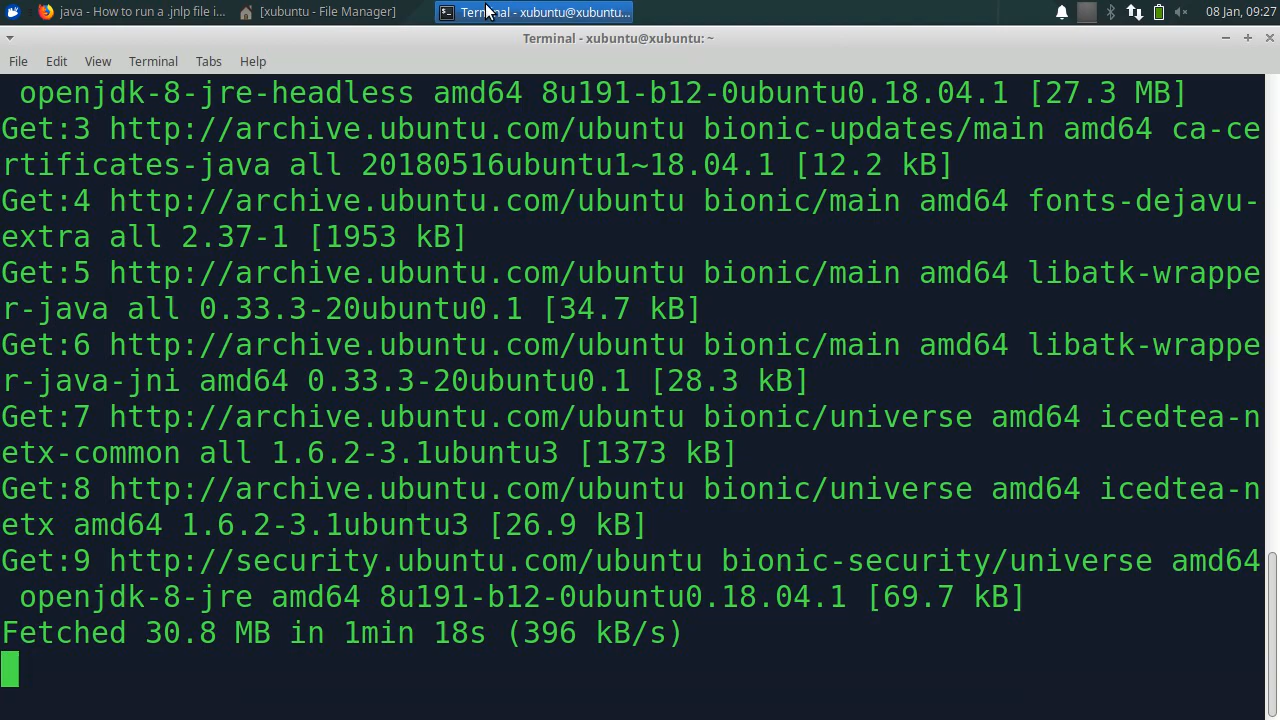 java - How to run a .jnlp file i...
[xubuntu - File Manager]
Terminal - xubuntu@xubuntu...
08 Jan, 09:27
Terminal - xubuntu@xubuntu: ~
File Edit View Terminal Tabs Help
 openjdk-8-jre-headless amd64 8u191-b12-0ubuntu0.18.04.1 [27.3 MB]
Get:3 http://archive.ubuntu.com/ubuntu bionic-updates/main amd64 ca-ce
rtificates-java all 20180516ubuntu1~18.04.1 [12.2 kB]
Get:4 http://archive.ubuntu.com/ubuntu bionic/main amd64 fonts-dejavu-
extra all 2.37-1 [1953 kB]
Get:5 http://archive.ubuntu.com/ubuntu bionic/main amd64 libatk-wrappe
r-java all 0.33.3-20ubuntu0.1 [34.7 kB]
Get:6 http://archive.ubuntu.com/ubuntu bionic/main amd64 libatk-wrappe
r-java-jni amd64 0.33.3-20ubuntu0.1 [28.3 kB]
Get:7 http://archive.ubuntu.com/ubuntu bionic/universe amd64 icedtea-n
etx-common all 1.6.2-3.1ubuntu3 [1373 kB]
Get:8 http://archive.ubuntu.com/ubuntu bionic/universe amd64 icedtea-n
etx amd64 1.6.2-3.1ubuntu3 [26.9 kB]
Get:9 http://security.ubuntu.com/ubuntu bionic-security/universe amd64
 openjdk-8-jre amd64 8u191-b12-0ubuntu0.18.04.1 [69.7 kB]
Fetched 30.8 MB in 1min 18s (396 kB/s)